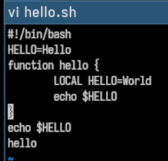 vi hello.sh
#!/bin/bash
HELLO=Hello
function hello {
        LOCAL HELLO=World
        echo $HELLO
}
echo $HELLO
hello
~